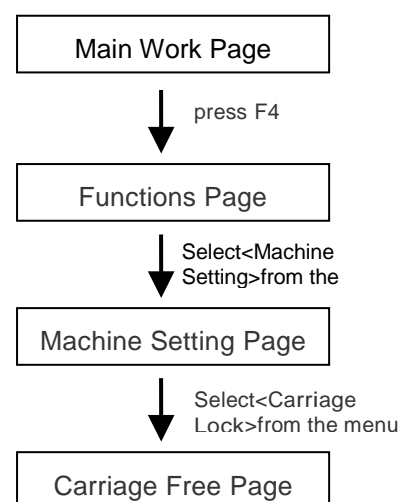 Main Work Page
press F4
Functions Page
Select<Machine
Setting>from the
Machine Setting Page
Select<Carriage
Lock>from the menu
Carriage Free Page